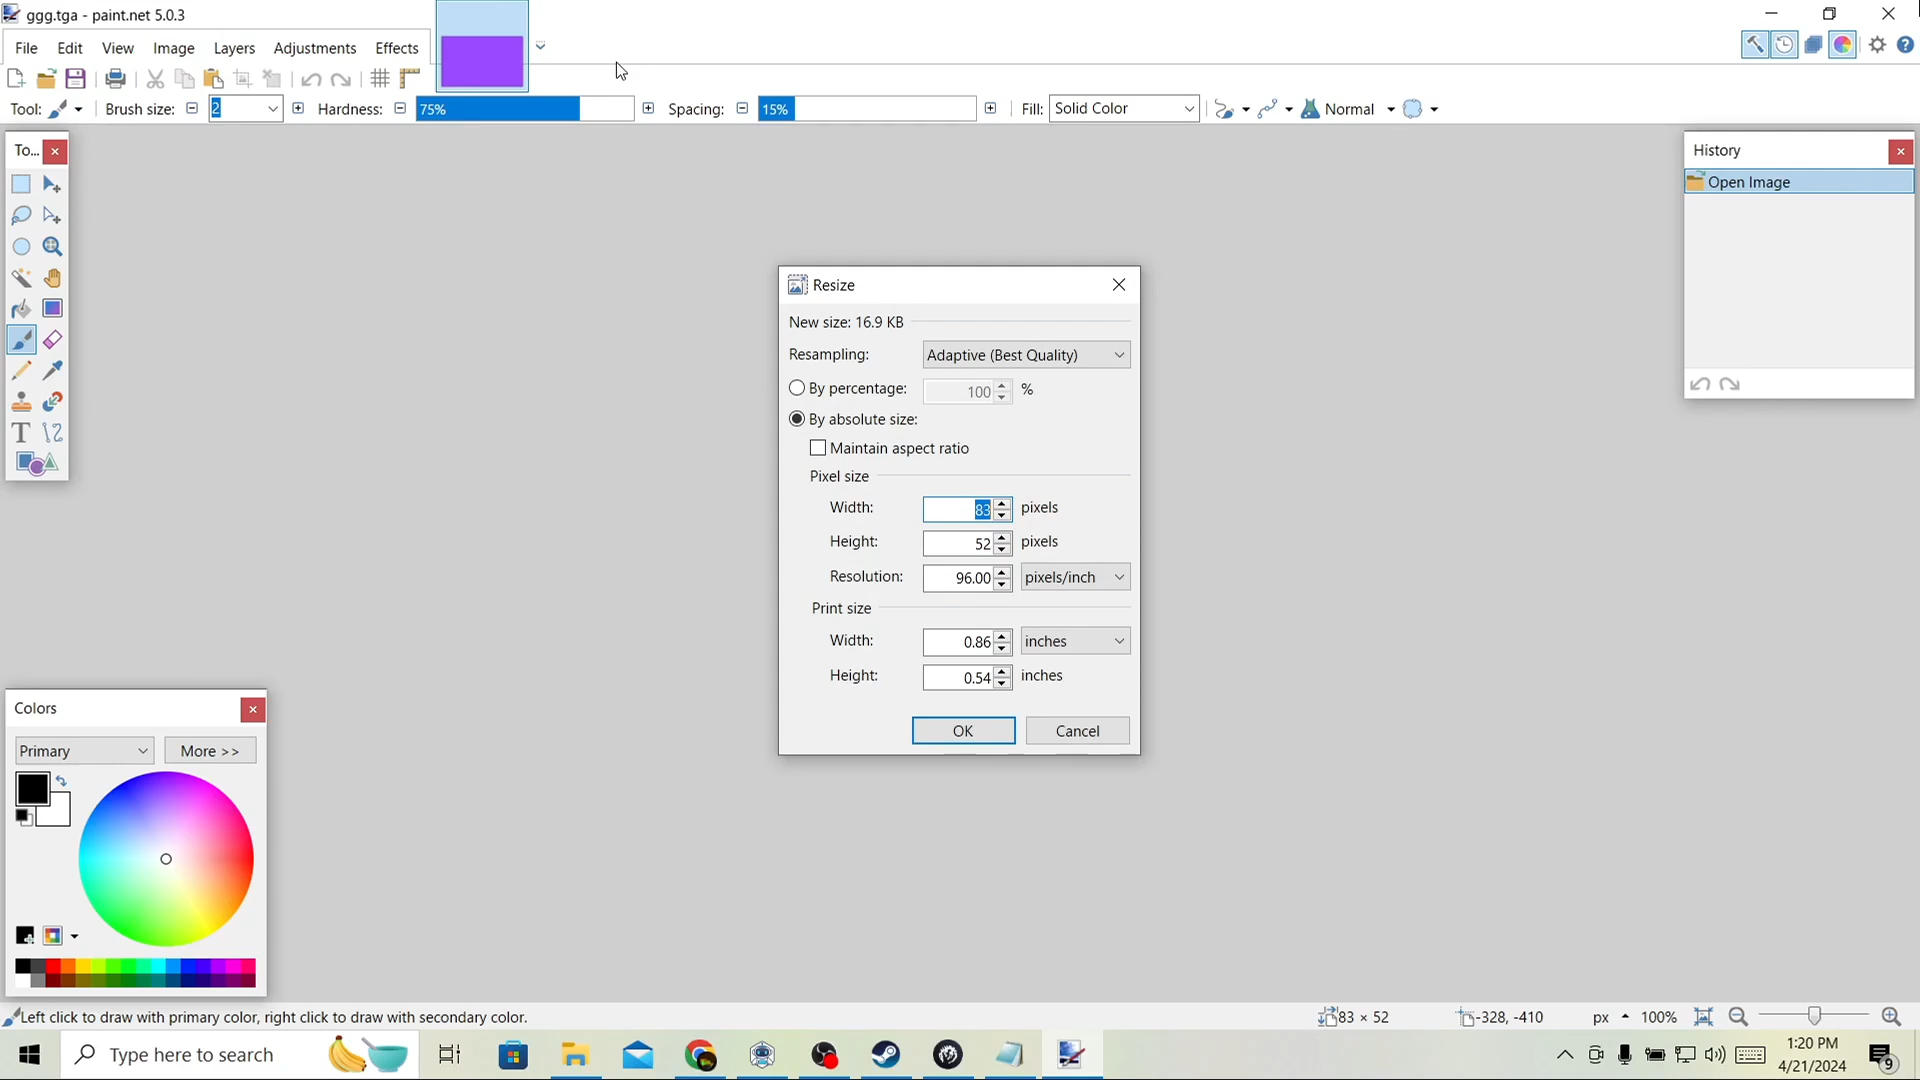 ggg.tga - paint.net 5.0.3
File Edit View Image Layers Adjustments Effects
Tool: Brush size: 2 Hardness: 75% Spacing: 15% Fill: Solid Color Normal
To...
History
Open Image
Resize
New size: 16.9 KB
Resampling: Adaptive (Best Quality)
By percentage: 100 %
By absolute size:
Maintain aspect ratio
Pixel size
Width: 83 pixels
Height: 52 pixels
Resolution: 96.00 pixels/inch
Print size
Width: 0.86 inches
Height: 0.54 inches
OK Cancel
Colors
Primary More >>
Left click to draw with primary color, right click to draw with secondary color.
83 × 52 -328, -410 px 100%
Type here to search
1:20 PM
4/21/2024
9